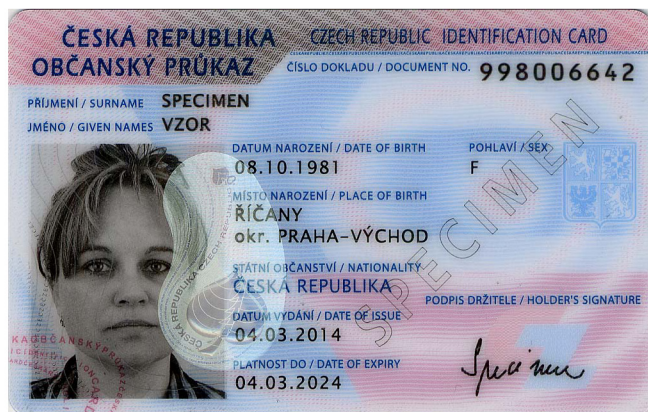 ČESKÁ REPUBLIKA CZECH REPUBLIC IDENTIFICATION CARD
OBČANSKÝ PRŮKAZ
ČÍSLO DOKLADU / DOCUMENT NO. 998006642
PŘÍJMENÍ / SURNAME SPECIMEN
JMÉNO / GIVEN NAMES VZOR
DATUM NAROZENÍ / DATE OF BIRTH POHLAVÍ / SEX
08.10.1981 F
MÍSTO NAROZENÍ / PLACE OF BIRTH
ŘÍČANY
okr. PRAHA-VÝCHOD
STÁTNÍ OBČANSTVÍ / NATIONALITY
ČESKÁ REPUBLIKA
PODPIS DRŽITELE / HOLDER'S SIGNATURE
DATUM VYDÁNÍ / DATE OF ISSUE
04.03.2014
PLATNOST DO / DATE OF EXPIRY
04.03.2024
Specimen
SPECIMEN